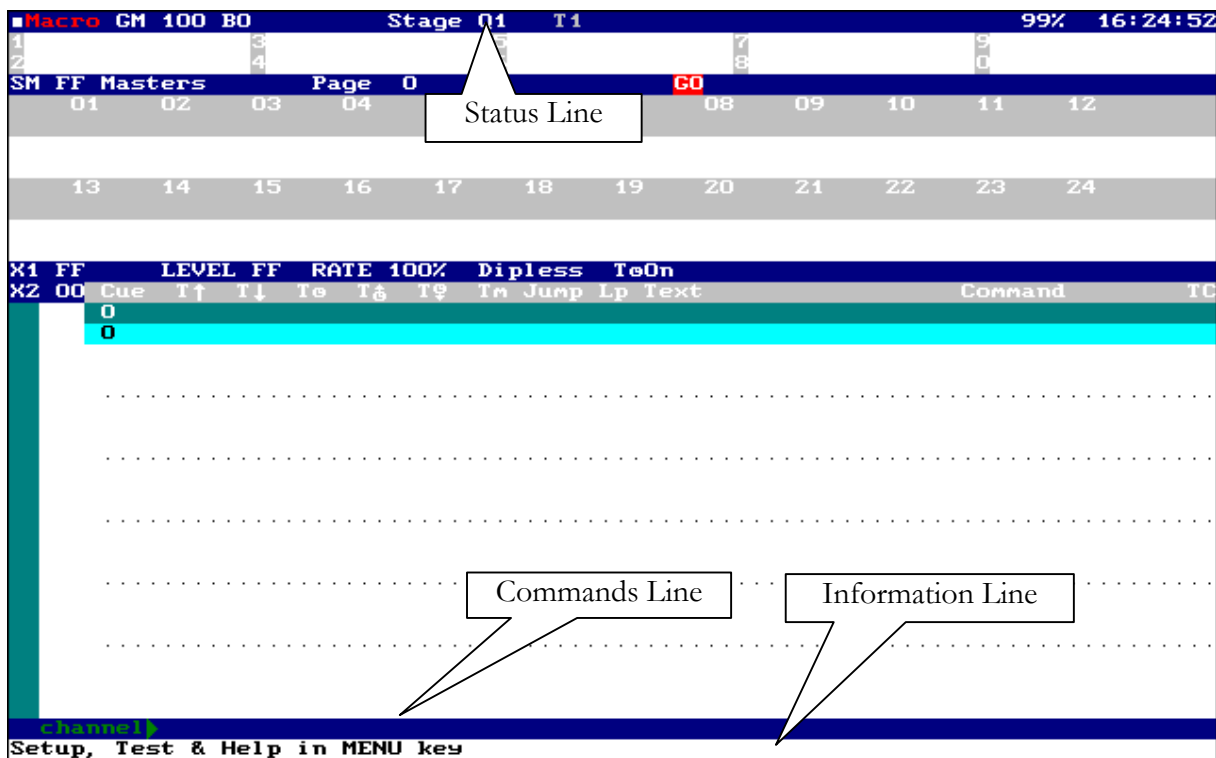 Macro GM 100 BO Stage 01 T1 99% 16:24:52
1 3 5 7 9
2 4 8 0
SM FF Masters Page 0 GO
01 02 03 04 08 09 10 11 12
Status Line
13 14 15 16 17 18 19 20 21 22 23 24
X1 FF LEVEL FF RATE 100% Dipless On
X2 00 Cue T↑ T↓ Tm Jump Lp Text Command TC
0
0
Commands Line
Information Line
channel
Setup, Test & Help in MENU key